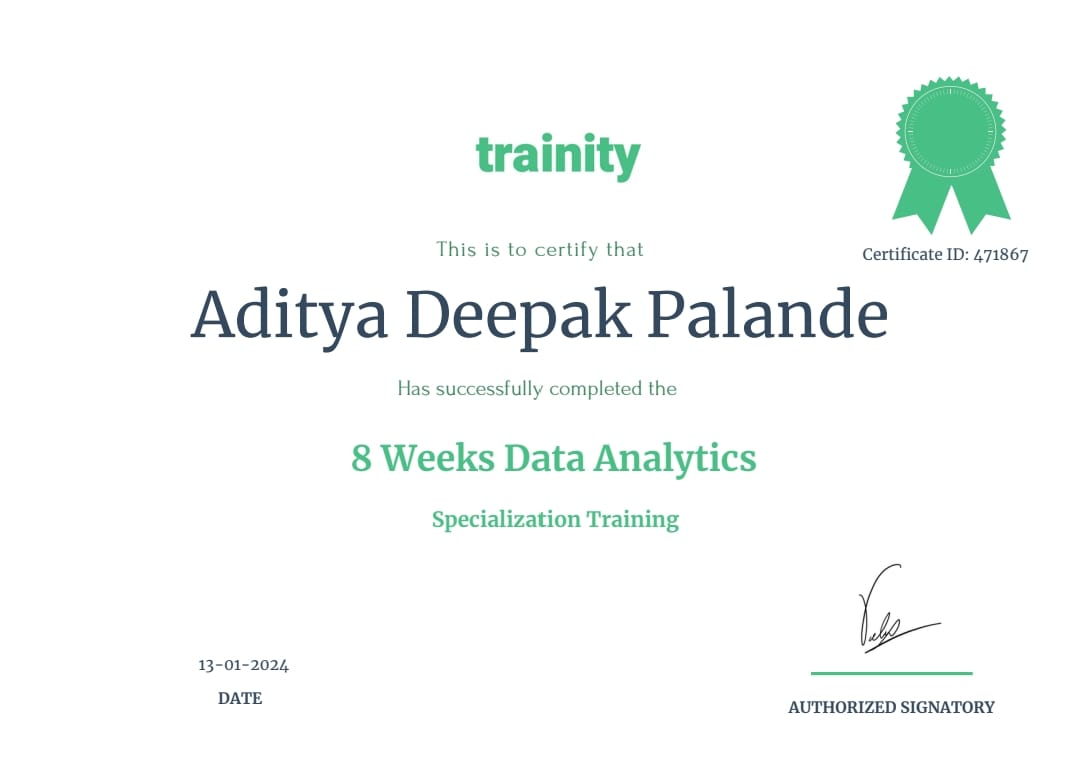 trainity
Certificate ID: 471867
This is to certify that
Aditya Deepak Palande
Has successfully completed the
8 Weeks Data Analytics
Specialization Training
13-01-2024
DATE
AUTHORIZED SIGNATORY